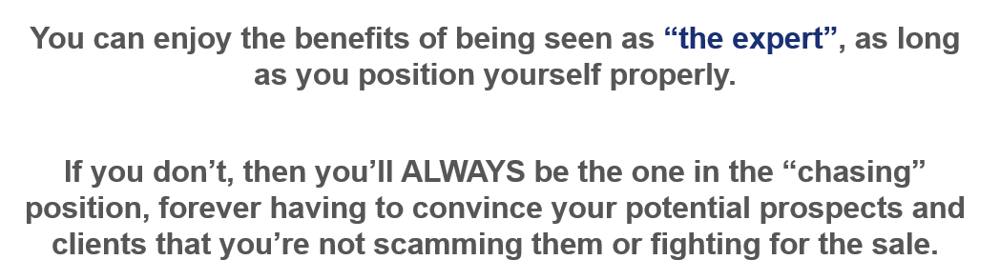 You can enjoy the benefits of being seen as “the expert”, as long
as you position yourself properly.
If you don’t, then you’ll ALWAYS be the one in the “chasing”
position, forever having to convince your potential prospects and
clients that you’re not scamming them or fighting for the sale.